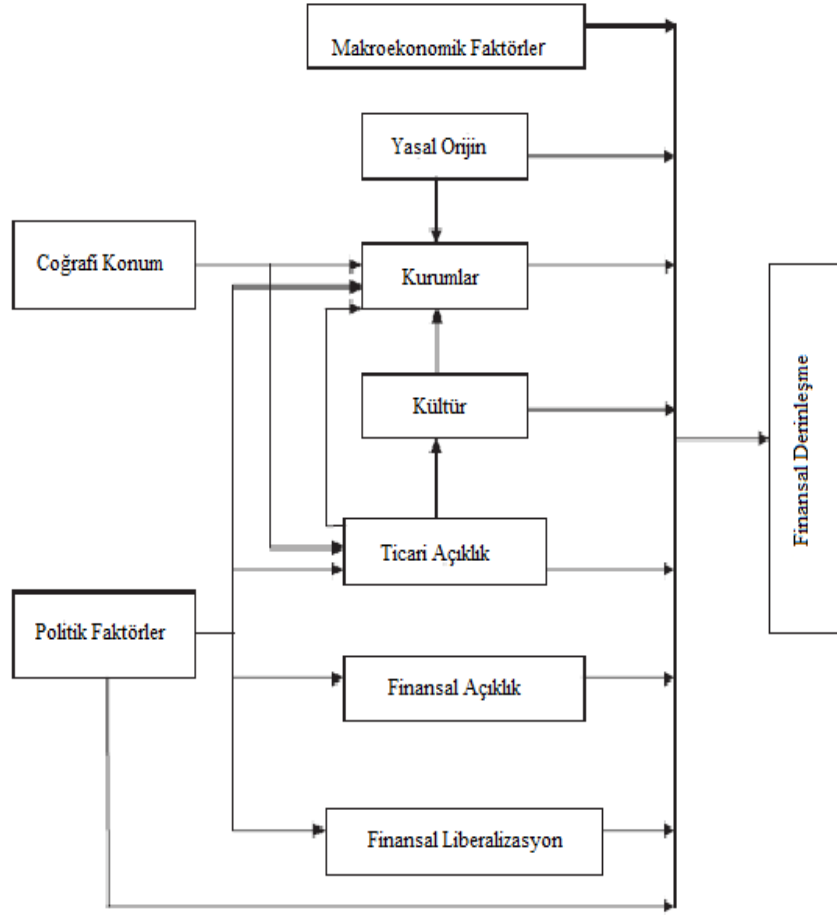 Makroekonomik Faktörler
Yasal Orijin
Coğrafi Konum
Kurumlar
Kültür
Finansal Derinleşme
Ticari Açıklık
Politik Faktörler
Finansal Açıklık
Finansal Liberalizasyon